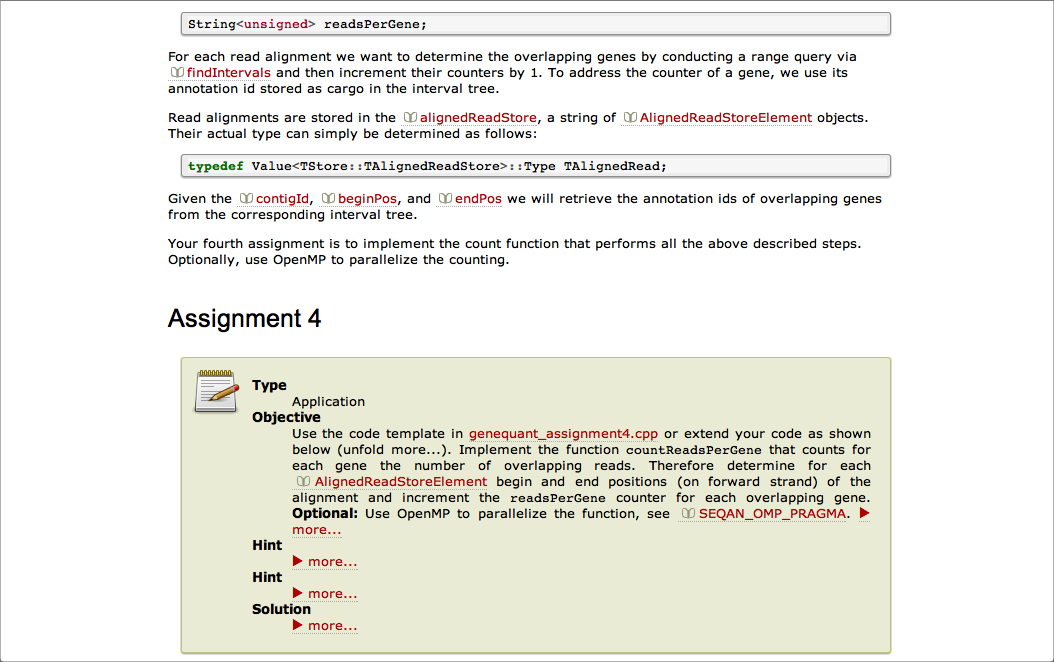 String<unsigned> readsPerGene;
For each read alignment we want to determine the overlapping genes by conducting a range query via
findIntervals and then increment their counters by 1. To address the counter of a gene, we use its
annotation id stored as cargo in the interval tree.
Read alignments are stored in the alignedReadStore, a string of AlignedReadStoreElement objects.
Their actual type can simply be determined as follows:
typedef Value<TStore::TAlignedReadStore>::Type TAlignedRead;
Given the contigId, beginPos, and endPos we will retrieve the annotation ids of overlapping genes
from the corresponding interval tree.
Your fourth assignment is to implement the count function that performs all the above described steps.
Optionally, use OpenMP to parallelize the counting.
Assignment 4
Type
Application
Objective
Use the code template in genequant_assignment4.cpp or extend your code as shown
below (unfold more...). Implement the function countReadsPerGene that counts for
each gene the number of overlapping reads. Therefore determine for each
AlignedReadStoreElement begin and end positions (on forward strand) of the
alignment and increment the readsPerGene counter for each overlapping gene.
Optional: Use OpenMP to parallelize the function, see SEQAN_OMP_PRAGMA. ▶
more...
Hint
▶ more...
Hint
▶ more...
Solution
▶ more...